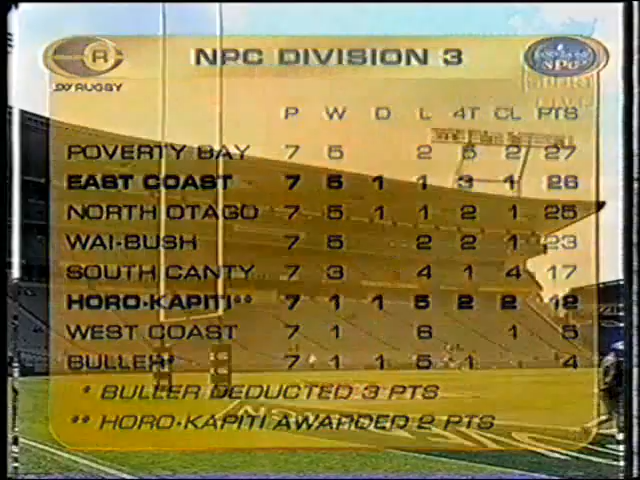 R
NPC DIVISION 3
RUGBY
NPC
P W D L 4T CL PTS
POVERTY BAY 7 5 2 5 2 27
EAST COAST 7 5 1 1 3 1 26
NORTH OTAGO 7 5 1 1 2 1 25
WAI-BUSH 7 5 2 2 1 23
SOUTH CANTY 7 3 4 1 4 17
HORO-KAPITI** 7 1 1 5 2 2 12
WEST COAST 7 1 6 1 5
BULLER* 7 1 1 5 1 4
* BULLER DEDUCTED 3 PTS
** HORO-KAPITI AWARDED 2 PTS